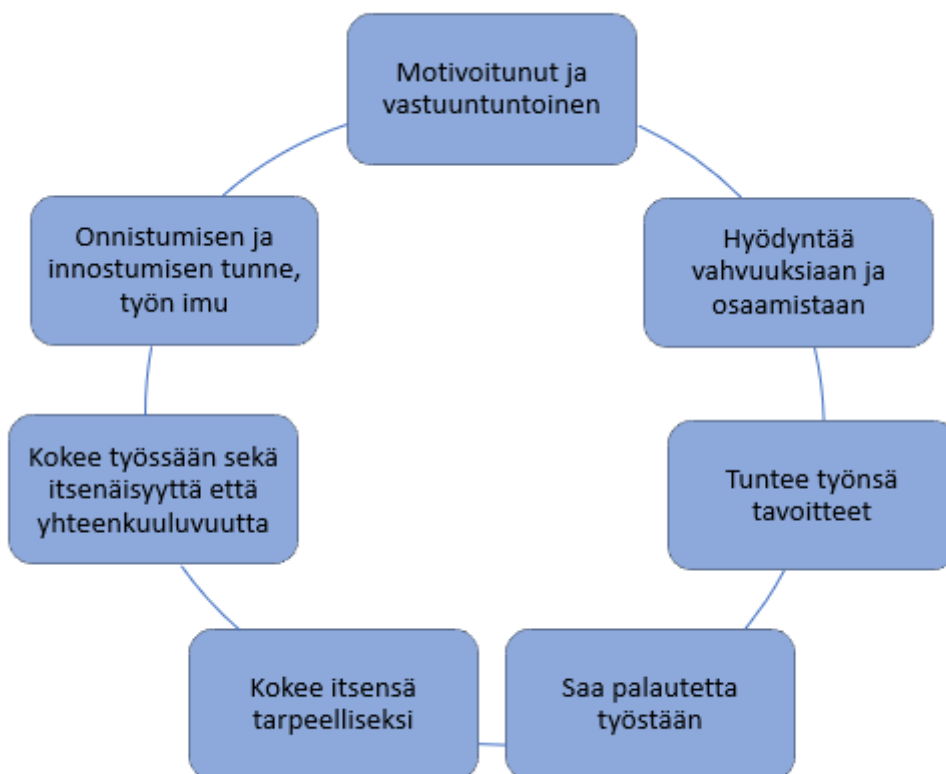 Motivoitunut ja
vastuuntuntoinen
Hyödyntää
vahvuuksiaan ja
osaamistaan
Tuntee työnsä
tavoitteet
Saa palautetta
työstään
Kokee itsensä
tarpeelliseksi
Kokee työssään sekä
itsenäisyyttä että
yhteenkuuluvuutta
Onnistumisen ja
innostumisen tunne,
työn imu